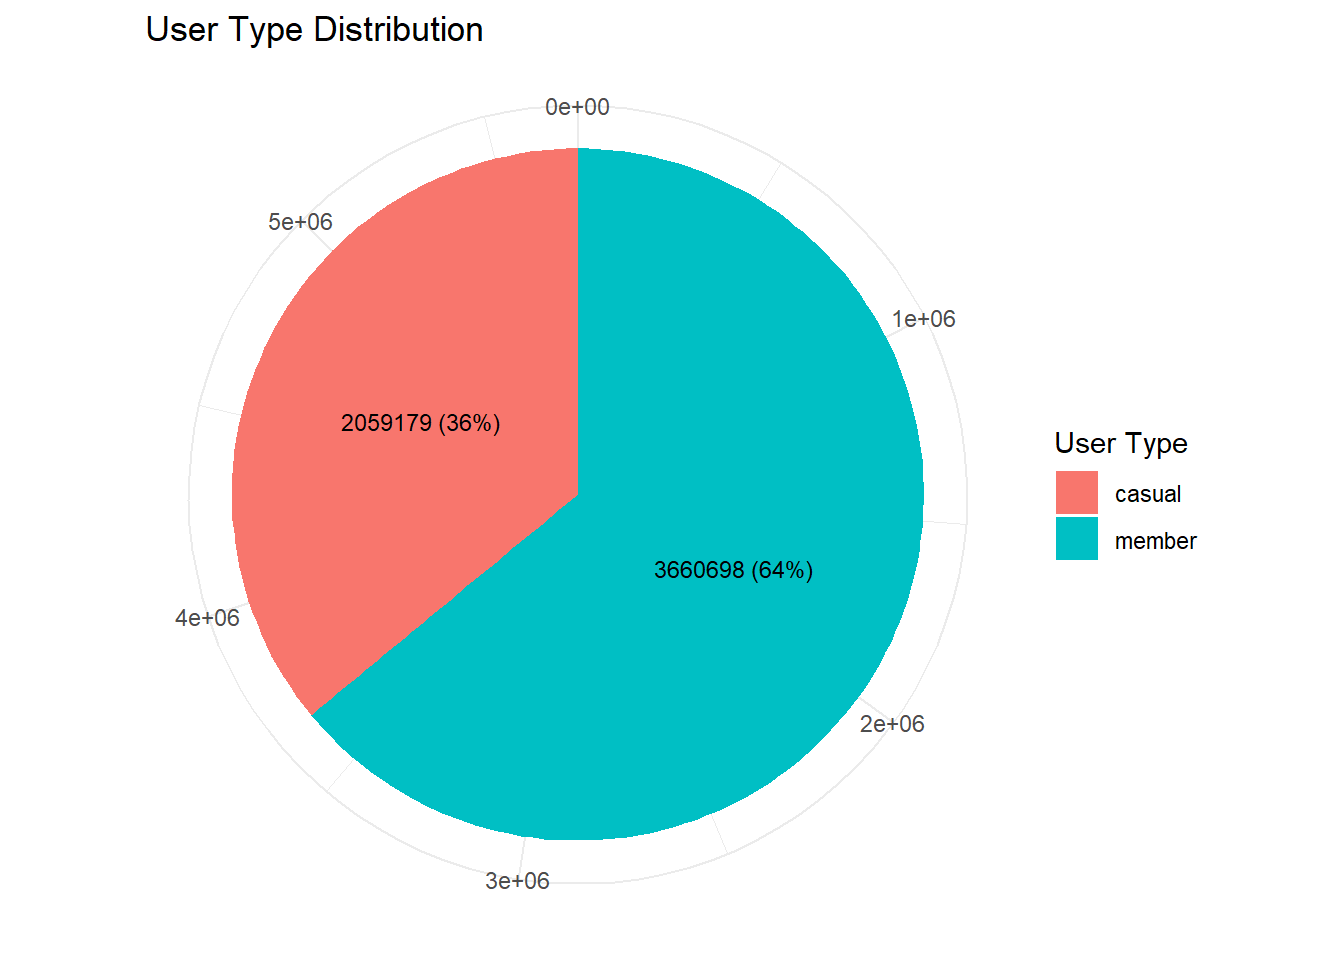 User Type Distribution
0e+00
5e+06
1e+06
2059179 (36%)
User Type
casual
member
3660698 (64%)
4e+06
2e+06
3e+06